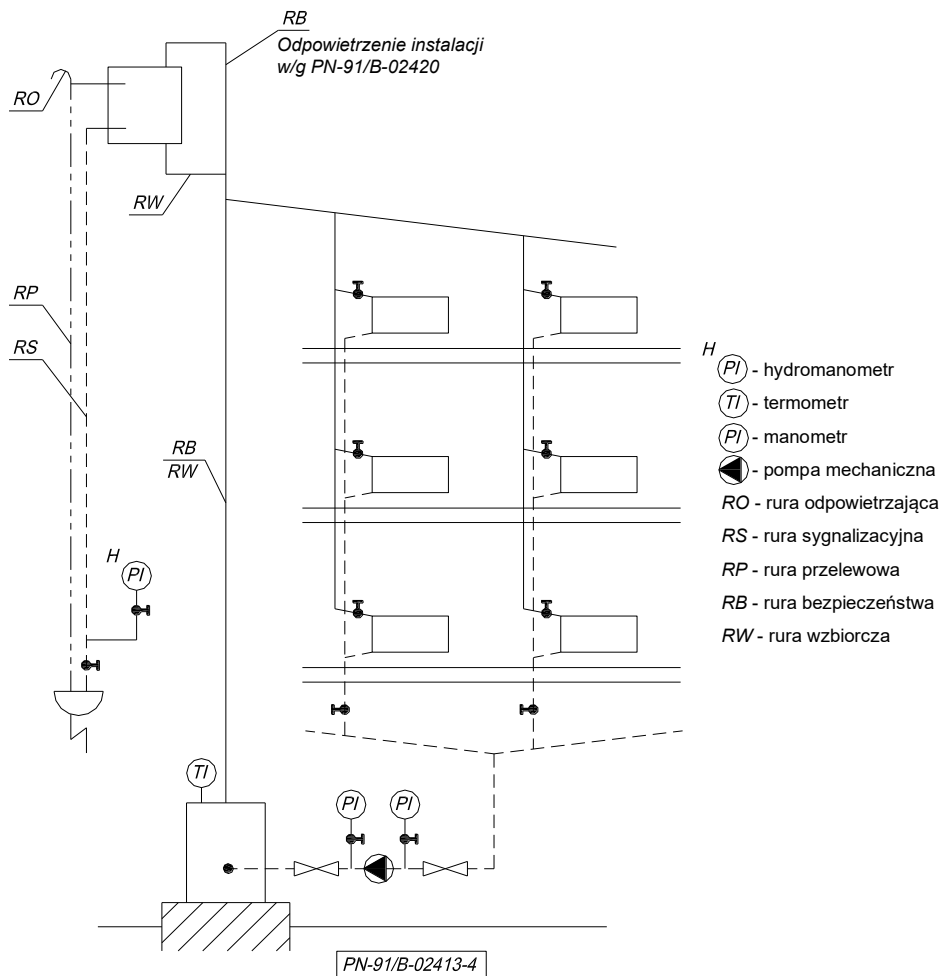 RB
Odpowietrzenie instalacji
w/g PN-91/B-02420
RO
RW
RP
RS
RB
RW
H
PI
TI
PI
PI
H
PI - hydromanometr
TI - termometr
PI - manometr
- pompa mechaniczna
RO - rura odpowietrzająca
RS - rura sygnalizacyjna
RP - rura przelewowa
RB - rura bezpieczeństwa
RW - rura wzbiorcza
PN-91/B-02413-4